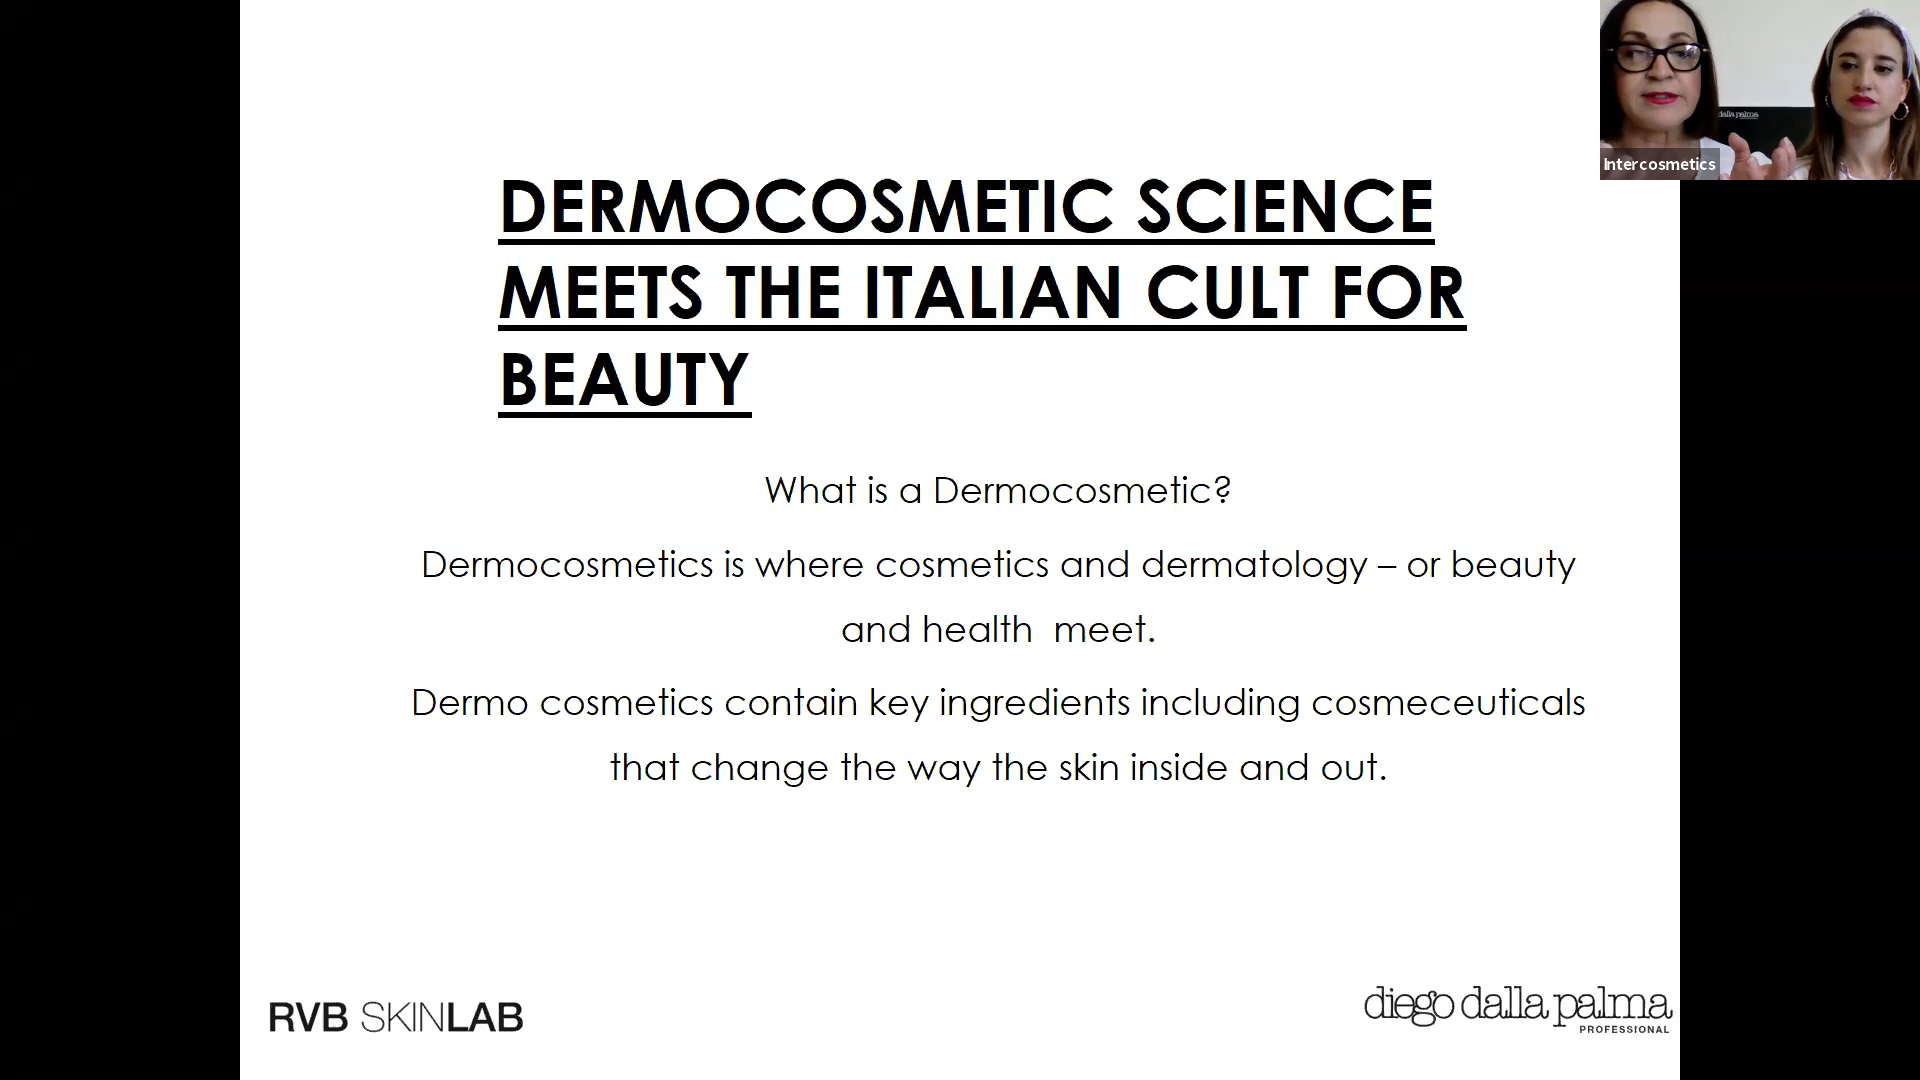 dalla palma
Intercosmetics
DERMOCOSMETIC SCIENCE
MEETS THE ITALIAN CULT FOR
BEAUTY
What is a Dermocosmetic?
Dermocosmetics is where cosmetics and dermatology – or beauty
and health  meet.
Dermo cosmetics contain key ingredients including cosmeceuticals
that change the way the skin inside and out.
RVB SKINLAB
diego dalla palma
PROFESSIONAL